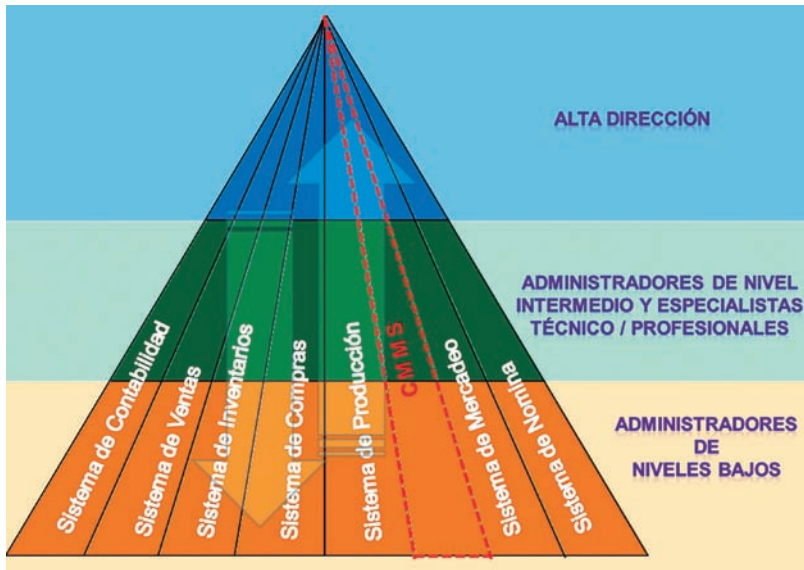 ALTA DIRECCIÓN
ADMINISTRADORES DE NIVEL
INTERMEDIO Y ESPECIALISTAS
TÉCNICO / PROFESIONALES
ADMINISTRADORES
DE
NIVELES BAJOS
Sistema de Contabilidad
Sistema de Ventas
Sistema de Inventarios
Sistema de Compras
Sistema de Producción
CMMS
Sistema de Mercadeo
Sistema de Nomina